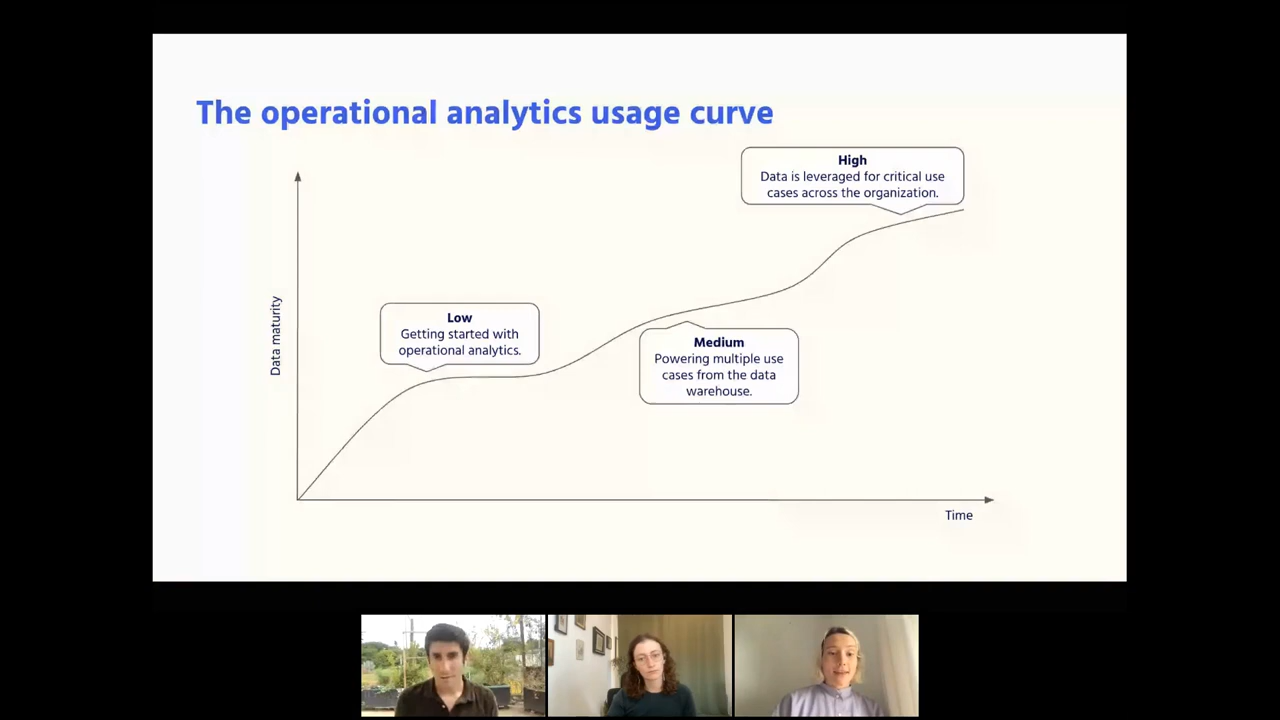 The operational analytics usage curve
High
Data is leveraged for critical use
cases across the organization.
Low
Getting started with
operational analytics.
Medium
Powering multiple use
cases from the data
warehouse.
Data maturity
Time